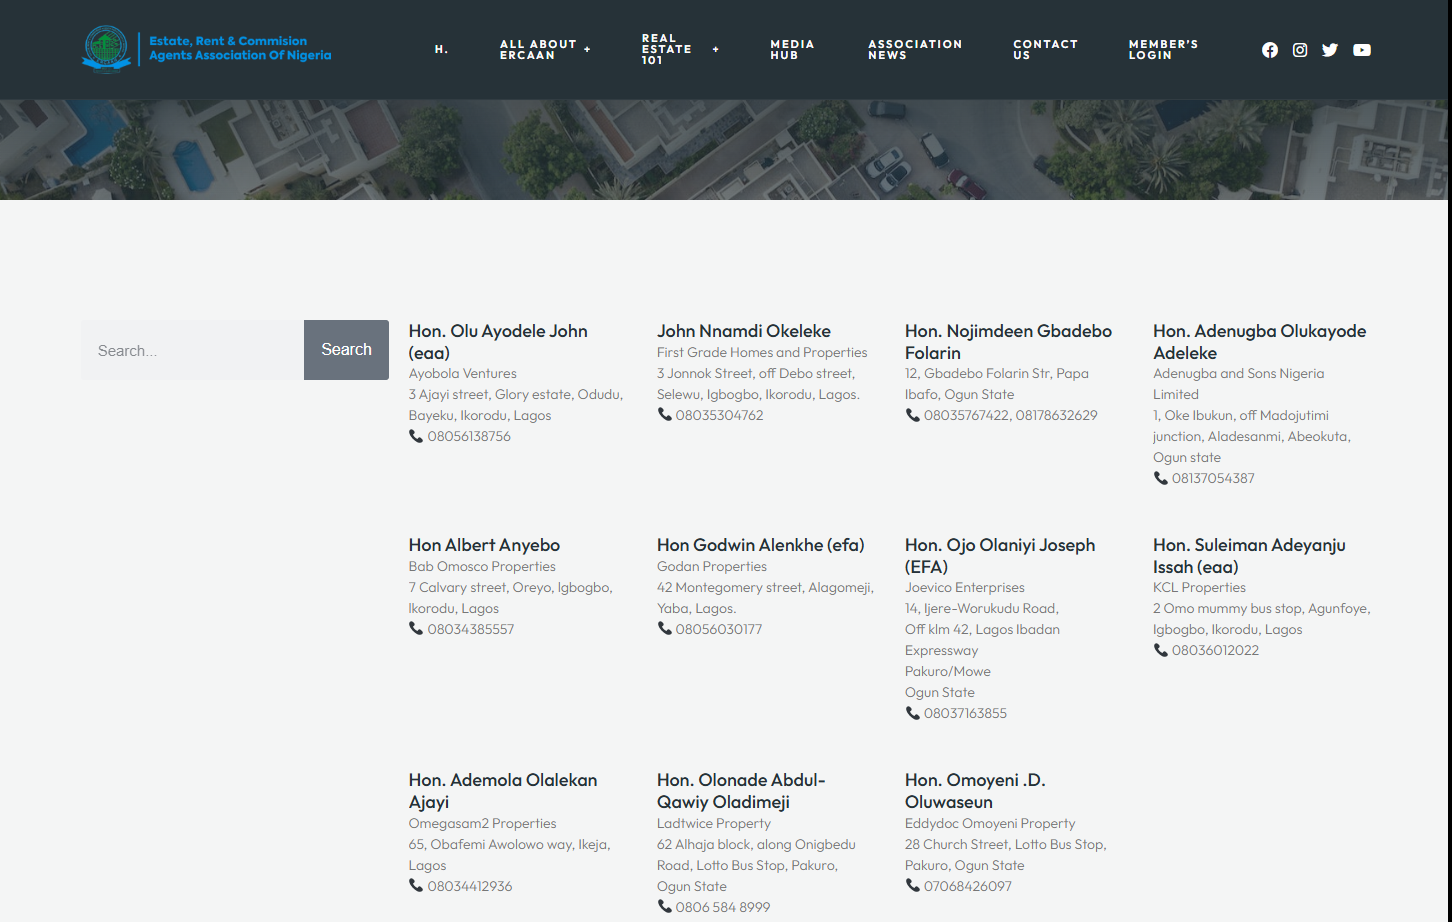 Estate, Rent & Commision
Agents Association Of Nigeria
H.
ALL ABOUT
ERCAAN
+
REAL
ESTATE
101
+
MEDIA
HUB
ASSOCIATION
NEWS
CONTACT
US
MEMBER'S
LOGIN
Search...
Search
Hon. Olu Ayodele John
(eaa)
Ayobola Ventures
3 Ajayi street, Glory estate, Odudu,
Bayeku, Ikorodu, Lagos
08056138756
John Nnamdi Okeleke
First Grade Homes and Properties
3 Jonnok Street, off Debo street,
Selewu, Igbogbo, Ikorodu, Lagos.
08035304762
Hon. Nojimdeen Gbadebo
Folarin
12, Gbadebo Folarin Str, Papa
Ibafo, Ogun State
08035767422, 08178632629
Hon. Adenugba Olukayode
Adeleke
Adenugba and Sons Nigeria
Limited
1, Oke Ibukun, off Madojutimi
junction, Aladesanmi, Abeokuta,
Ogun state
08137054387
Hon Albert Anyebo
Bab Omosco Properties
7 Calvary street, Oreyo, Igbogbo,
Ikorodu, Lagos
08034385557
Hon Godwin Alenkhe (efa)
Godan Properties
42 Montegomery street, Alagomeji,
Yaba, Lagos.
08056030177
Hon. Ojo Olaniyi Joseph
(EFA)
Joevico Enterprises
14, Ijere-Worukudu Road,
Off klm 42, Lagos Ibadan
Expressway
Pakuro/Mowe
Ogun State
08037163855
Hon. Suleiman Adeyanju
Issah (eaa)
KCL Properties
2 Omo mummy bus stop, Agunfoye,
Igbogbo, Ikorodu, Lagos
08036012022
Hon. Ademola Olalekan
Ajayi
Omegasam2 Properties
65, Obafemi Awolowo way, Ikeja,
Lagos
08034412936
Hon. Olonade Abdul-
Qawiy Oladimeji
Ladtwice Property
62 Alhaja block, along Onigbedu
Road, Lotto Bus Stop, Pakuro,
Ogun State
0806 584 8999
Hon. Omoyeni .D.
Oluwaseun
Eddydoc Omoyeni Property
28 Church Street, Lotto Bus Stop,
Pakuro, Ogun State
07068426097